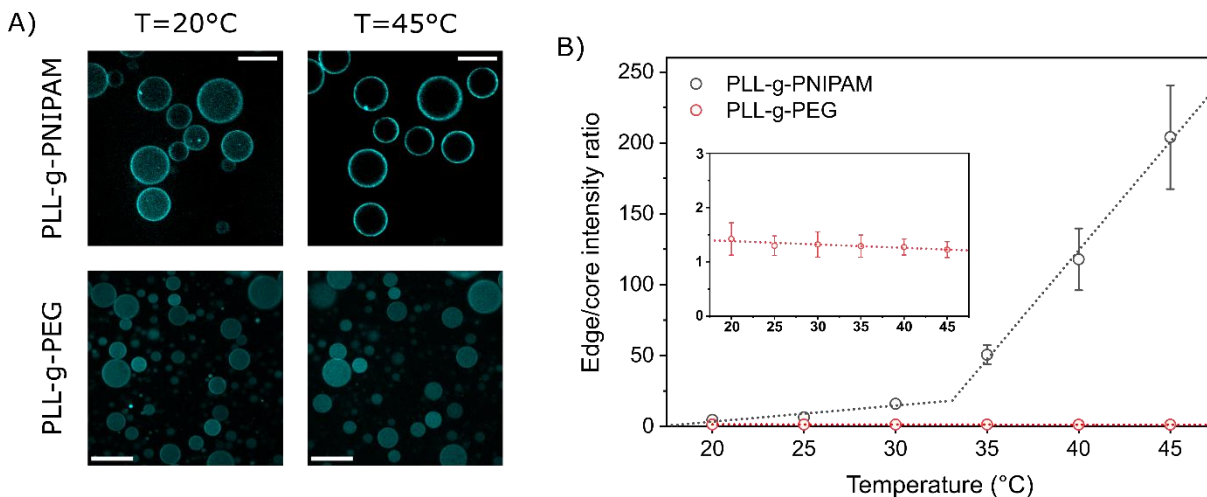 A)
T=20°C
T=45°C
PLL-g-PNIPAM
PLL-g-PEG
B)
Edge/core intensity ratio
250
200
150
100
50
0
PLL-g-PNIPAM
PLL-g-PEG
3
2
1
0
20 25 30 35 40 45
20 25 30 35 40 45
Temperature (°C)